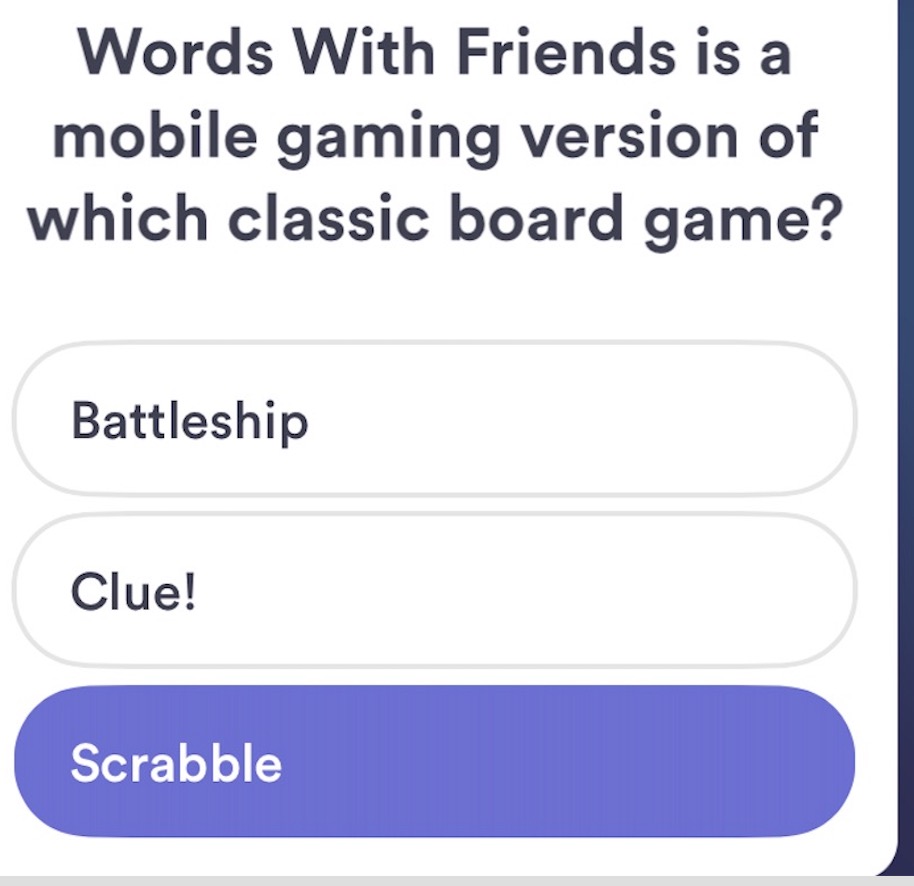 Words With Friends is a
mobile gaming version of
which classic board game?
Battleship
Clue!
Scrabble